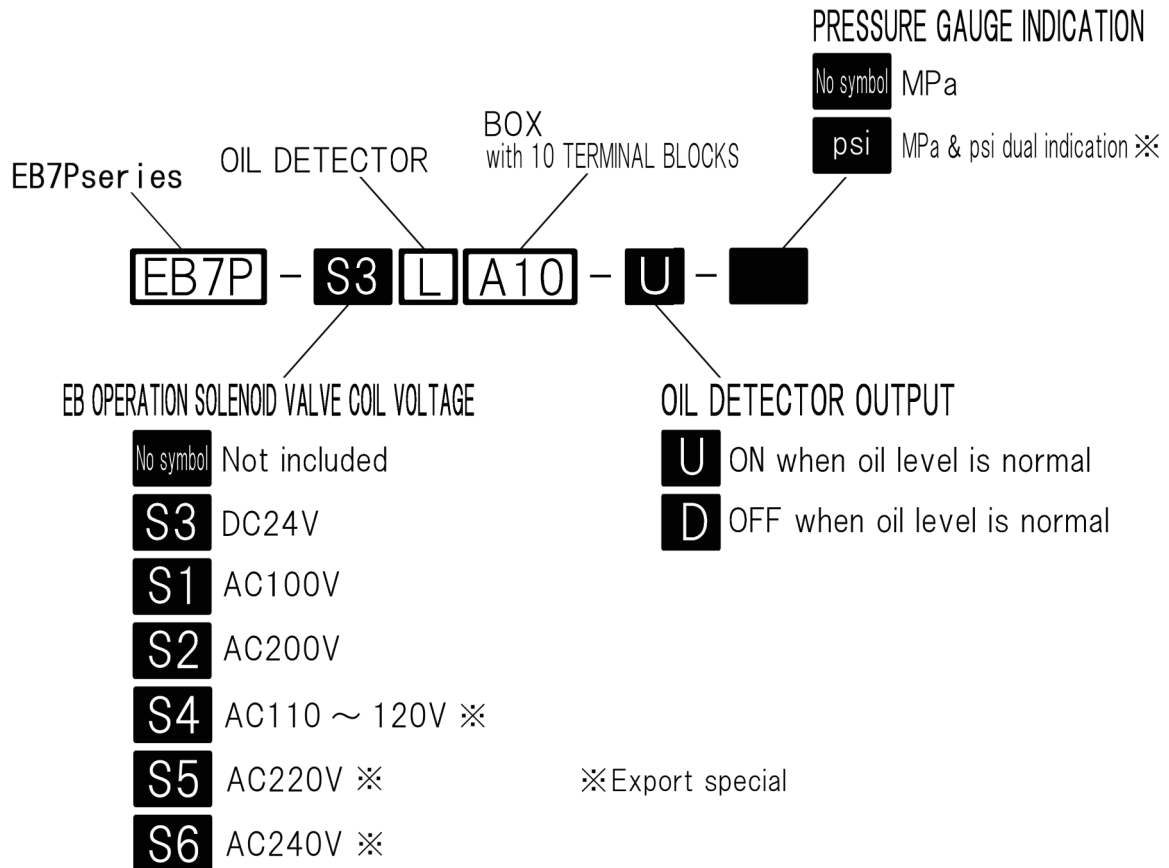 PRESSURE GAUGE INDICATION
No symbol MPa
psi MPa & psi dual indication ※
BOX
with 10 TERMINAL BLOCKS
OIL DETECTOR
EB7Pseries
EB7P - S3 L A10 - U -
EB OPERATION SOLENOID VALVE COIL VOLTAGE
No symbol Not included
S3 DC24V
S1 AC100V
S2 AC200V
S4 AC110 ～ 120V ※
S5 AC220V ※
S6 AC240V ※
OIL DETECTOR OUTPUT
U ON when oil level is normal
D OFF when oil level is normal
※Export special